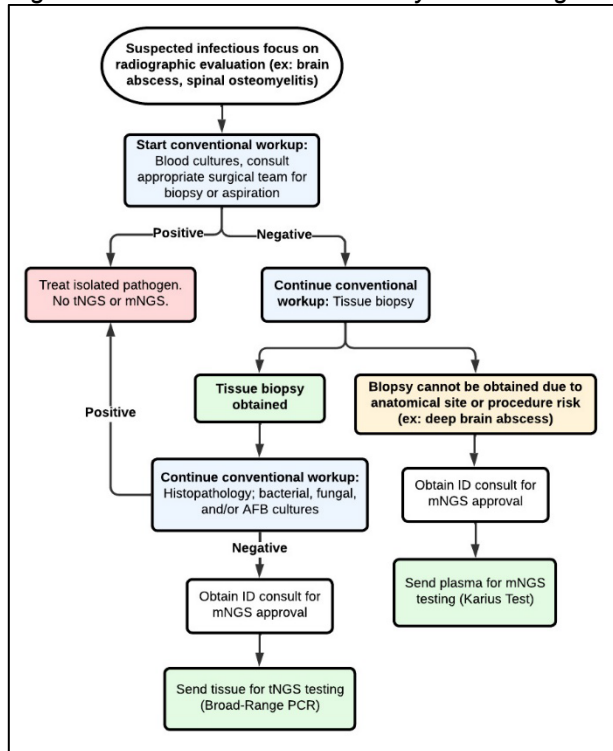 Suspected infectious focus on
radiographic evaluation (ex: brain
abscess, spinal osteomyelitis)
Start conventional workup:
Blood cultures, consult
appropriate surgical team for
biopsy or aspiration
Positive
Negative
Treat isolated pathogen.
No tNGS or mNGS.
Continue conventional
workup: Tissue biopsy
Tissue biopsy
obtained
Biopsy cannot be obtained due to
anatomical site or procedure risk
(ex: deep brain abscess)
Positive
Continue conventional workup:
Histopathology; bacterial, fungal,
and/or AFB cultures
Obtain ID consult for
mNGS approval
Negative
Obtain ID consult for
mNGS approval
Send plasma for mNGS
testing (Karius Test)
Send tissue for tNGS testing
(Broad-Range PCR)